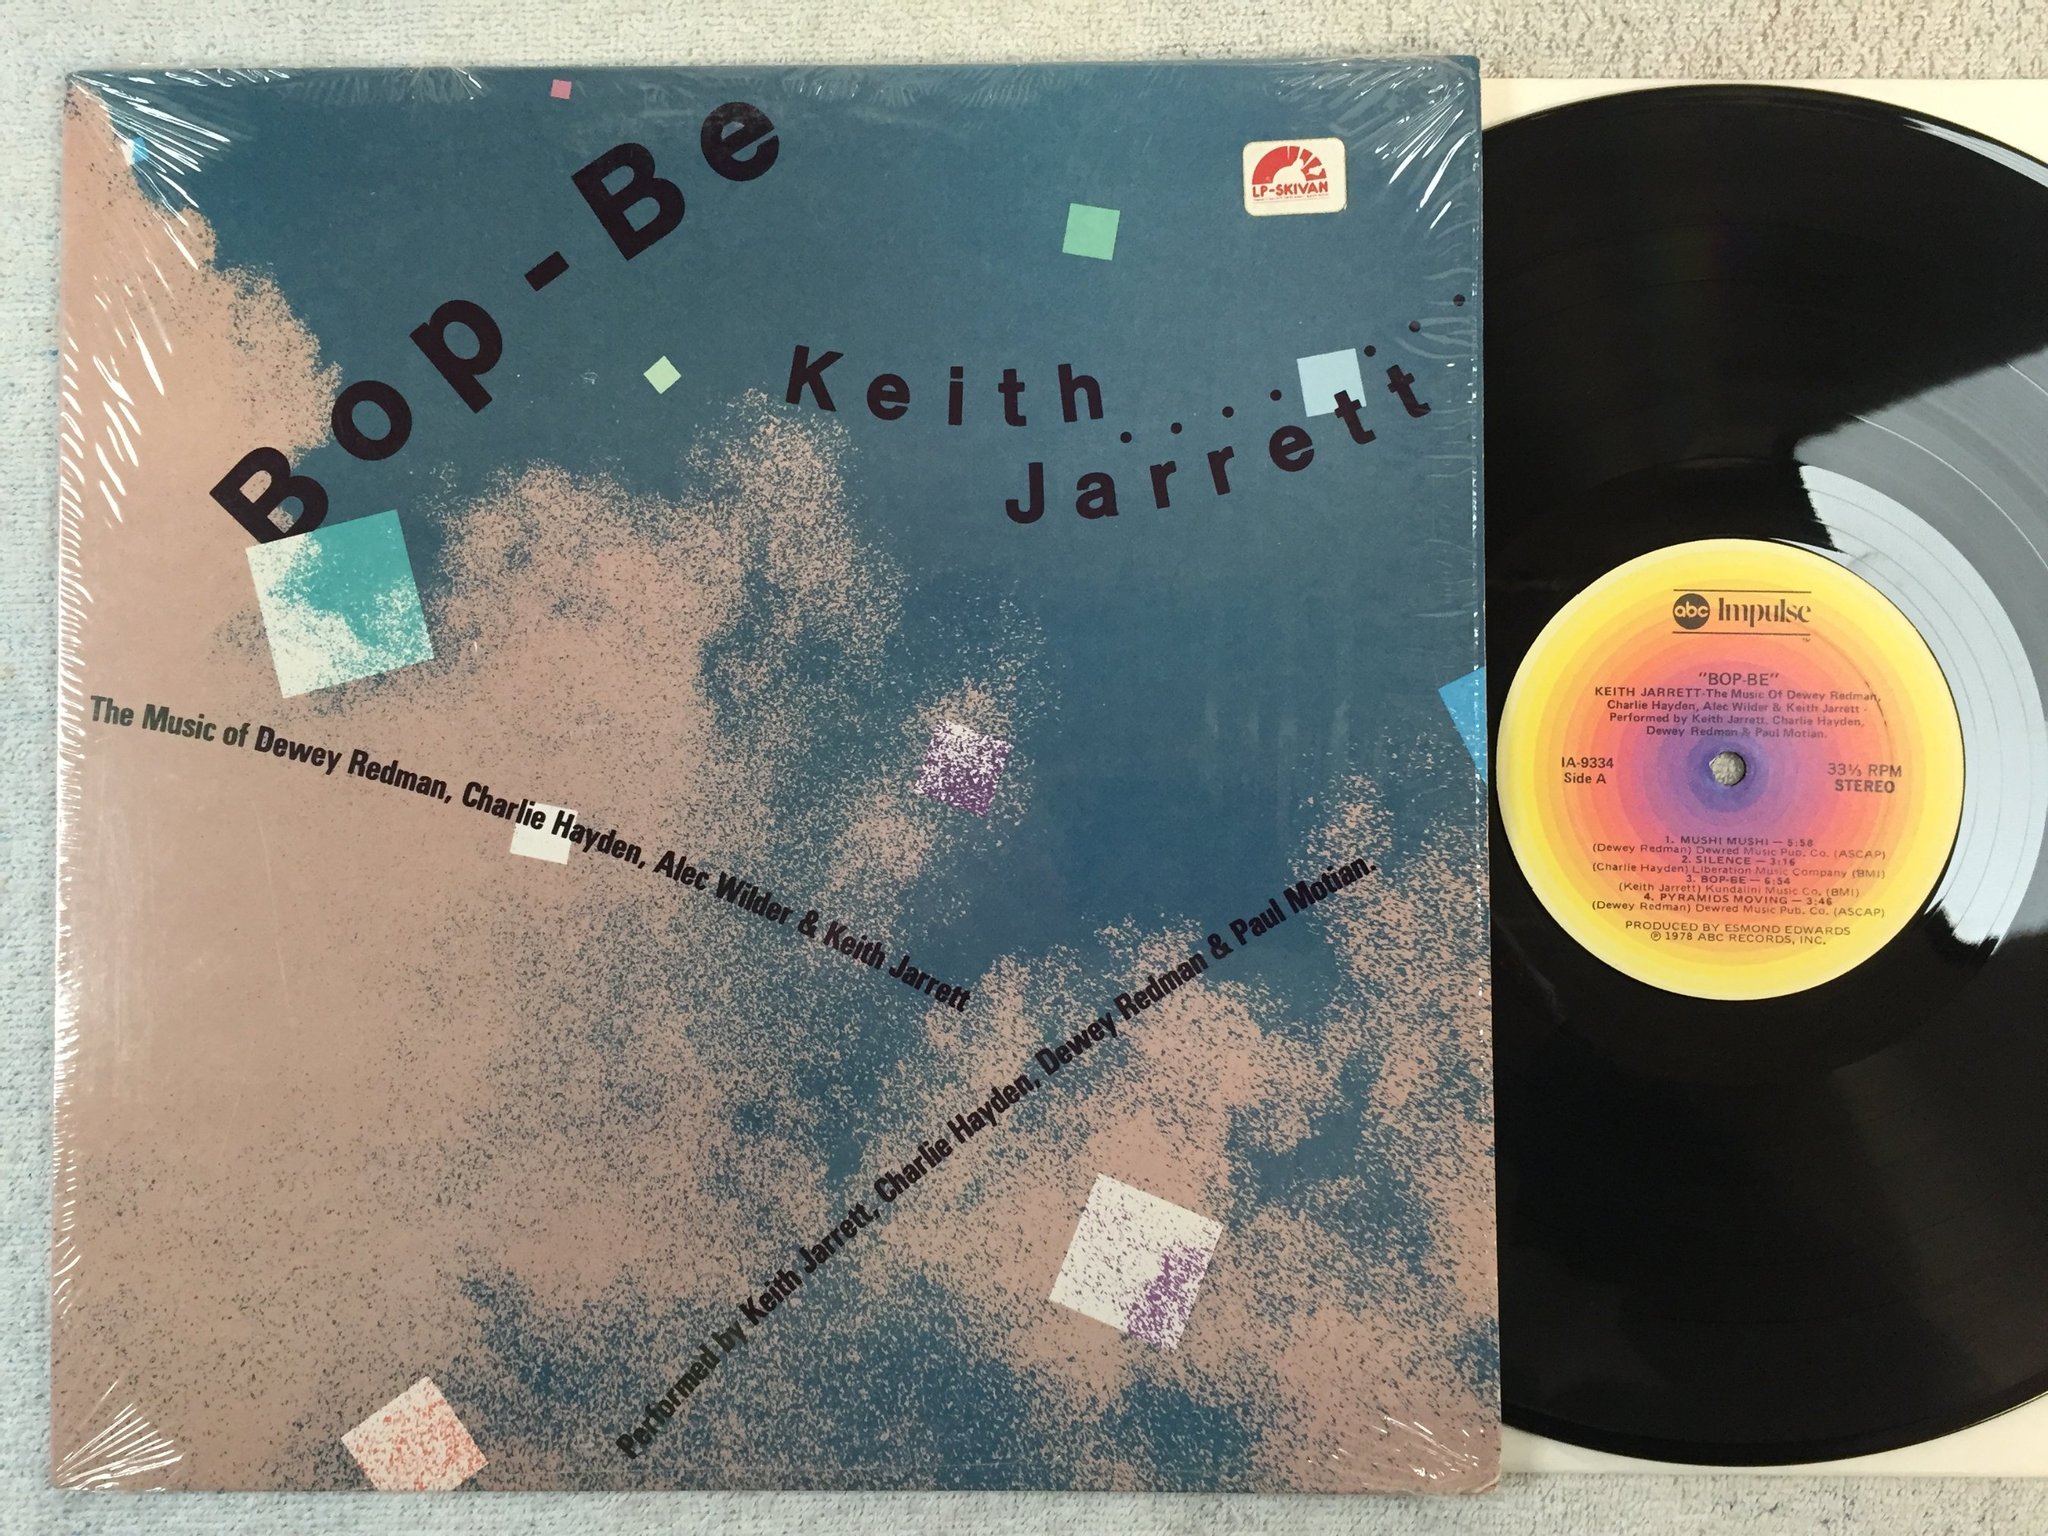 Bop-Be
LP-SKIVAN
Keith
Jarrett
The Music of Dewey Redman, Charlie Hayden, Alec Wilder & Keith Jarrett
Performed by Keith Jarrett, Charlie Hayden, Dewey Redman & Paul Motian.
abc Impulse
TM
"BOP-BE"
KEITH JARRETT-The Music Of Dewey Redman,
Charlie Hayden, Alec Wilder & Keith Jarrett -
Performed by Keith Jarrett, Charlie Hayden,
Dewey Redman & Paul Motian.
IA-9334
Side A
33⅓ RPM
STEREO
1. MUSHI MUSHI — 5:58
(Dewey Redman) Dewred Music Pub. Co. (ASCAP)
2. SILENCE — 3:16
(Charlie Hayden) Liberation Music Company (BMI)
3. BOP-BE — 6:54
(Keith Jarrett) Kundalini Music Co. (BMI)
4. PYRAMIDS MOVING — 3:46
(Dewey Redman) Dewred Music Pub. Co. (ASCAP)
PRODUCED BY ESMOND EDWARDS
℗ 1978 ABC RECORDS, INC.